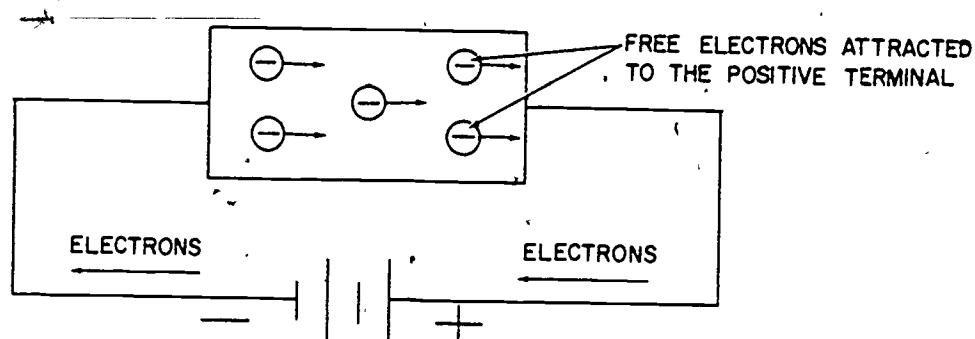 FREE ELECTRONS ATTRACTED
TO THE POSITIVE TERMINAL
ELECTRONS
ELECTRONS